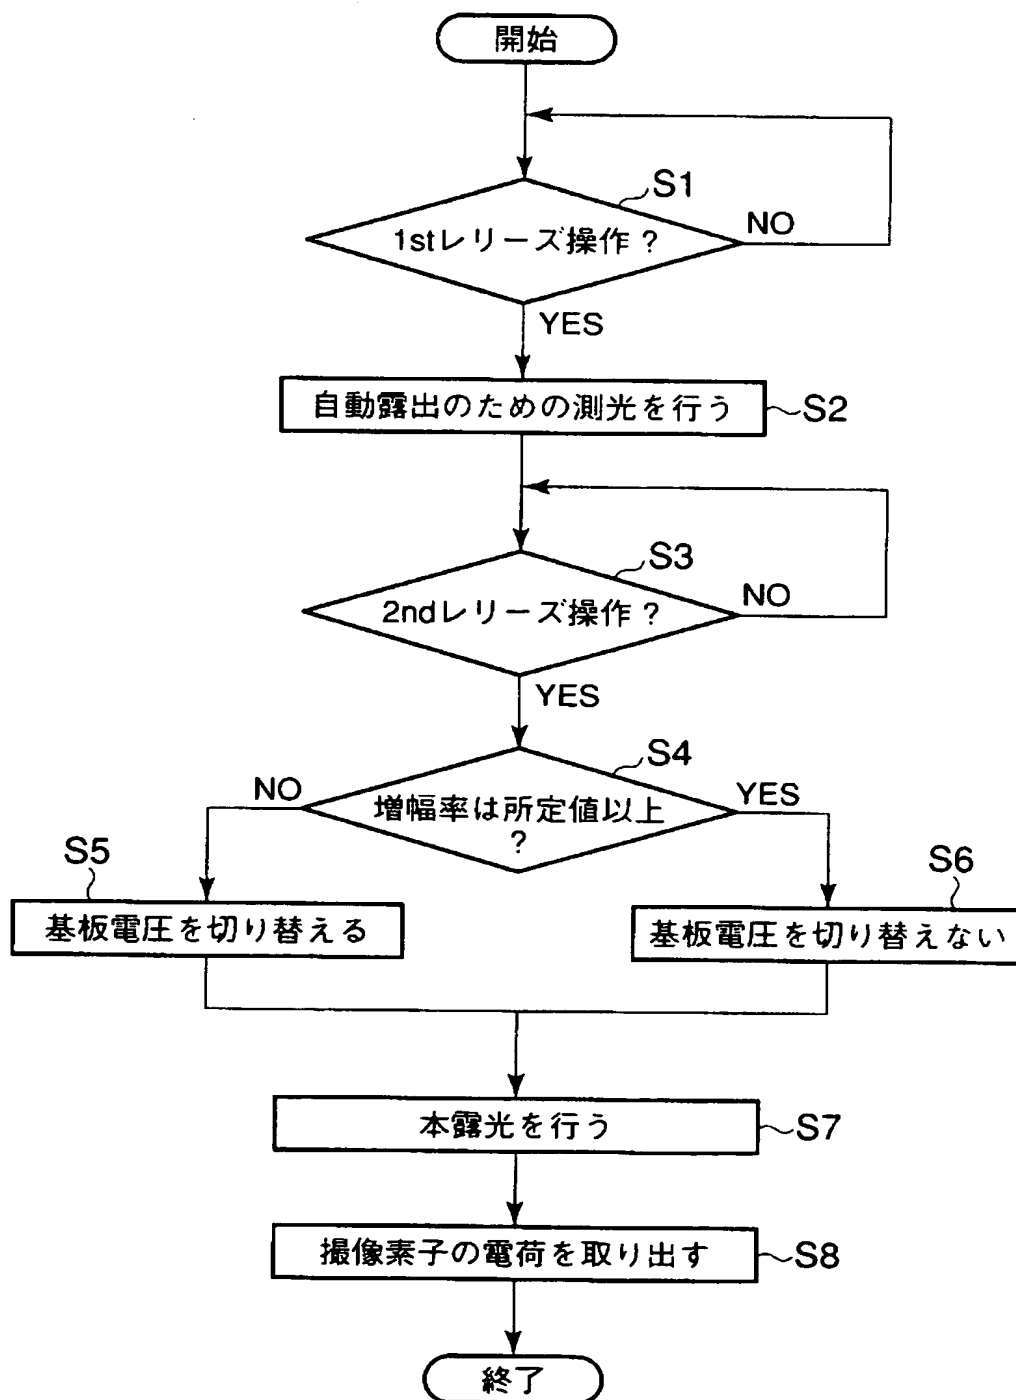 開始
S1
1stレリーズ操作？
NO
YES
自動露出のための測光を行う
S2
S3
2ndレリーズ操作？
NO
YES
S4
NO
増幅率は所定値以上
？
YES
S5
基板電圧を切り替える
S6
基板電圧を切り替えない
本露光を行う
S7
撮像素子の電荷を取り出す
S8
終了